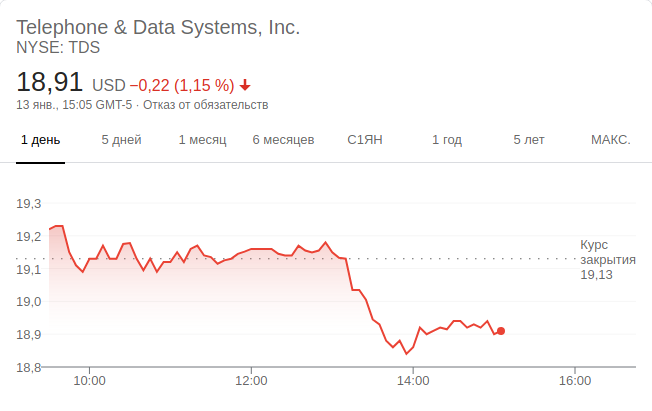 Telephone & Data Systems, Inc.
NYSE: TDS
18,91 USD −0,22 (1,15 %)
13 янв., 15:05 GMT-5 · Отказ от обязательств
1 день 5 дней 1 месяц 6 месяцев С1ЯН 1 год 5 лет МАКС.
19,3
19,2
19,1
19,0
18,9
18,8
Курс
закрытия
19,13
10:00 12:00 14:00 16:00